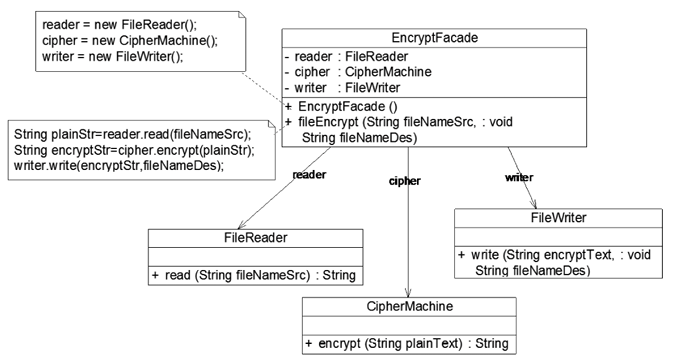 reader = new FileReader();
cipher = new CipherMachine();
writer = new FileWriter();
EncryptFacade
- reader : FileReader
- cipher : CipherMachine
- writer : FileWriter
+ EncryptFacade ()
+ fileEncrypt (String fileNameSrc, : void
String fileNameDes)
String plainStr=reader.read(fileNameSrc);
String encryptStr=cipher.encrypt(plainStr);
writer.write(encryptStr,fileNameDes);
reader
cipher
writer
FileReader
+ read (String fileNameSrc) : String
FileWriter
+ write (String encryptText, : void
String fileNameDes)
CipherMachine
+ encrypt (String plainText) : String